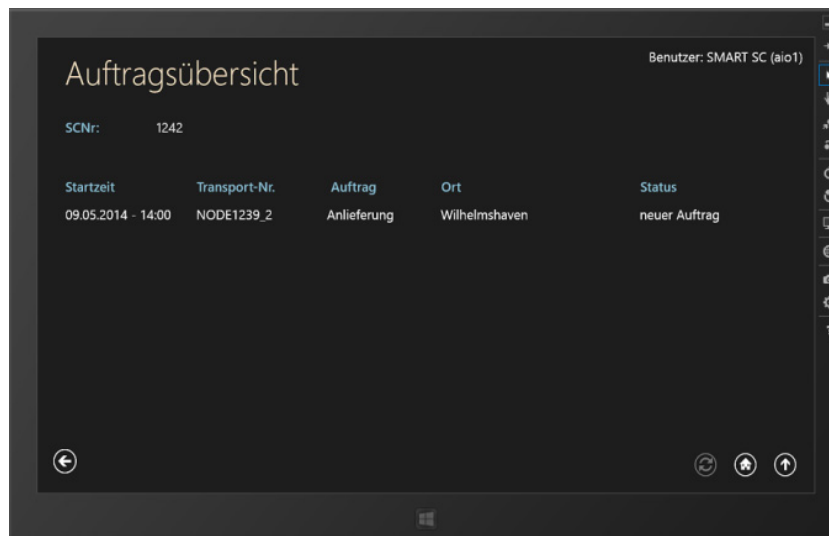 Auftragsübersicht
Benutzer: SMART SC (aio1)
SCNr: 1242
Startzeit Transport-Nr. Auftrag Ort Status
09.05.2014 - 14:00 NODE1239_2 Anlieferung Wilhelmshaven neuer Auftrag